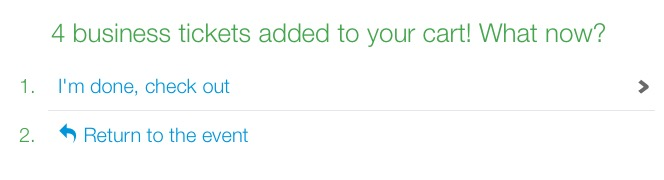 4 business tickets added to your cart! What now?
1. I'm done, check out
2. Return to the event